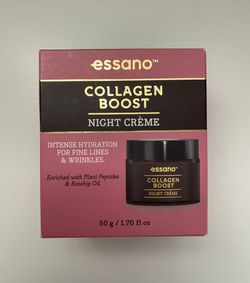 essano™
COLLAGEN
BOOST
NIGHT CRÈME
INTENSE HYDRATION
FOR FINE LINES
& WRINKLES.
Enriched with Plant Peptides
& Rosehip Oil.
essano™
COLLAGEN
BOOST
NIGHT CRÈME
50 g / 1.70 fl oz